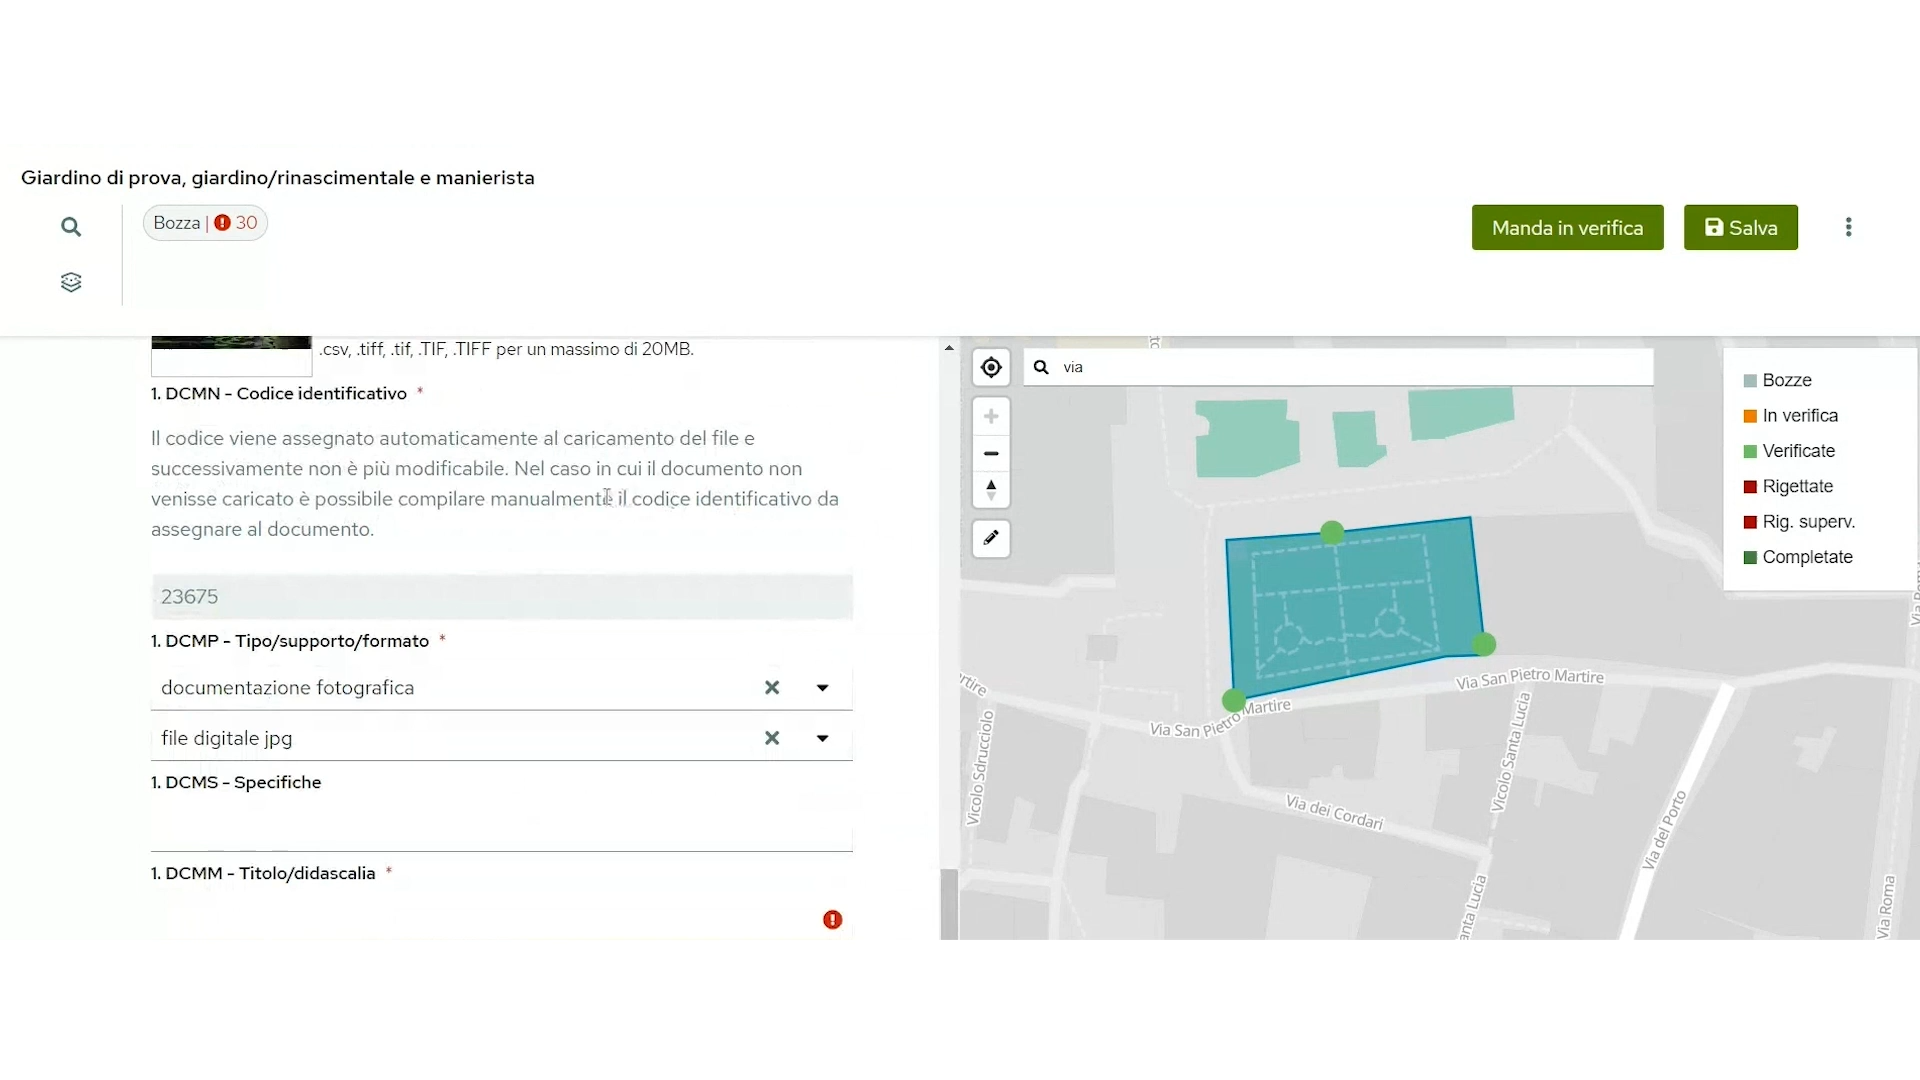 Giardino di prova, giardino/rinascimentale e manierista
Bozza | 30
Manda in verifica
Salva
.csv, .tiff, .tif, .TIF, .TIFF per un massimo di 20MB.
1. DCMN - Codice identificativo *
Il codice viene assegnato automaticamente al caricamento del file e
successivamente non è più modificabile. Nel caso in cui il documento non
venisse caricato è possibile compilare manualmente il codice identificativo da
assegnare al documento.
23675
1. DCMP - Tipo/supporto/formato *
documentazione fotografica
file digitale jpg
1. DCMS - Specifiche
1. DCMM - Titolo/didascalia *
via
Bozze
In verifica
Verificate
Rigettate
Rig. superv.
Completate
Via San Pietro Martire
Via San Pietro Martire
Vicolo Sdrucciolo
Vicolo Santa Lucia
Via dei Cordari
Via del Porto
anta Lucia
Via Roma